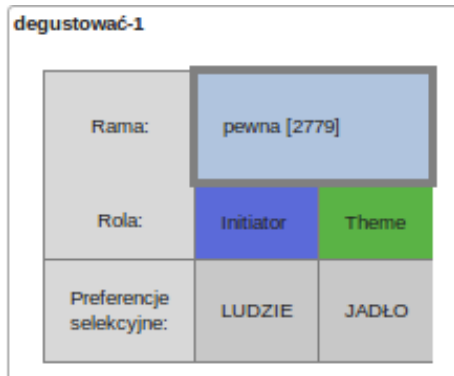 degustować-1
Rama: pewna [2779]
Rola: Initiator Theme
Preferencje
selekcyjne: LUDZIE JADŁO